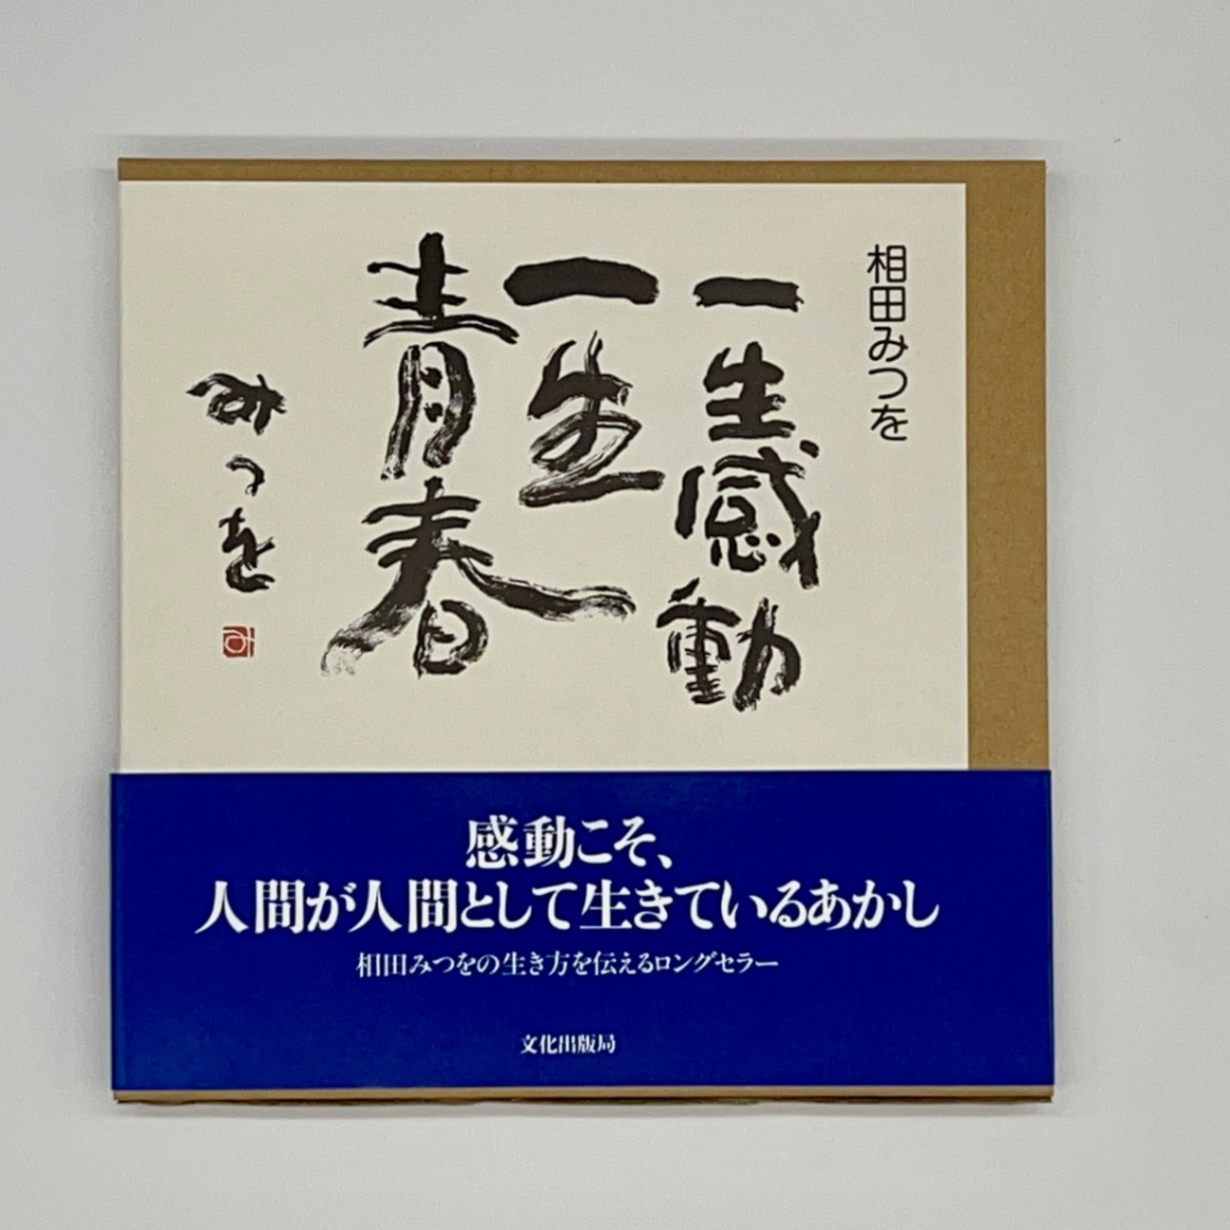 相田みつを
一生感動
一生
青春
みつを
み
感動こそ、
人間が人間として生きているあかし
相田みつをの生き方を伝えるロングセラー
文化出版局